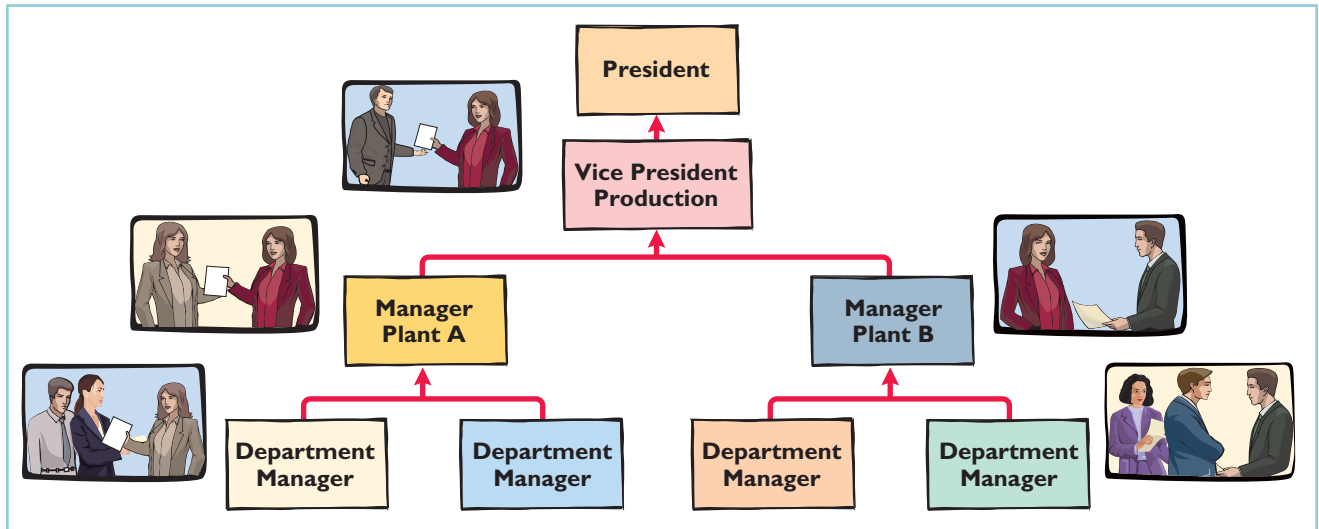 President
Vice President
Production
Manager
Plant A
Manager
Plant B
Department
Manager
Department
Manager
Department
Manager
Department
Manager